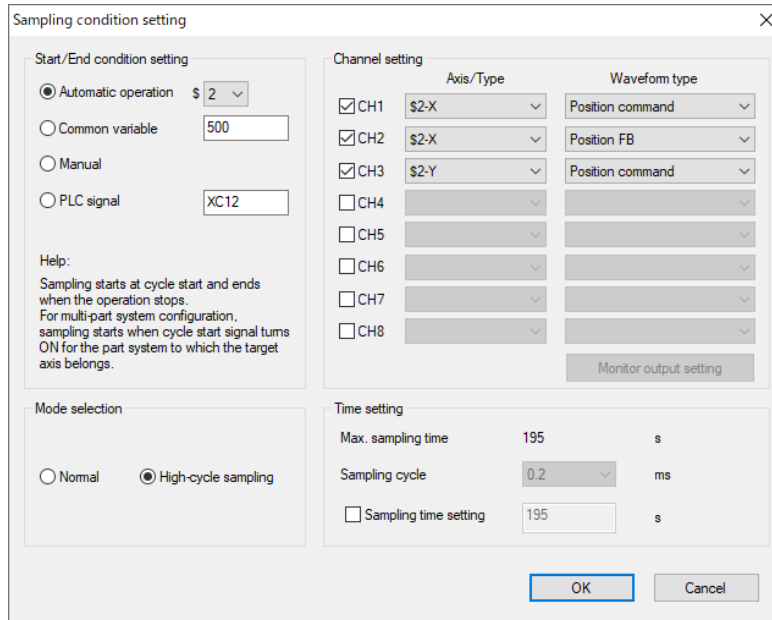 Sampling condition setting
Start/End condition setting
Automatic operation $ 2
Common variable 500
Manual
PLC signal XC12
Help:
Sampling starts at cycle start and ends
when the operation stops.
For multi-part system configuration,
sampling starts when cycle start signal turns
ON for the part system to which the target
axis belongs.
Channel setting
Axis/Type Waveform type
CH1 $2-X Position command
CH2 $2-X Position FB
CH3 $2-Y Position command
CH4
CH5
CH6
CH7
CH8
Monitor output setting
Mode selection
Normal High-cycle sampling
Time setting
Max. sampling time 195 s
Sampling cycle 0.2 ms
Sampling time setting 195 s
OK Cancel